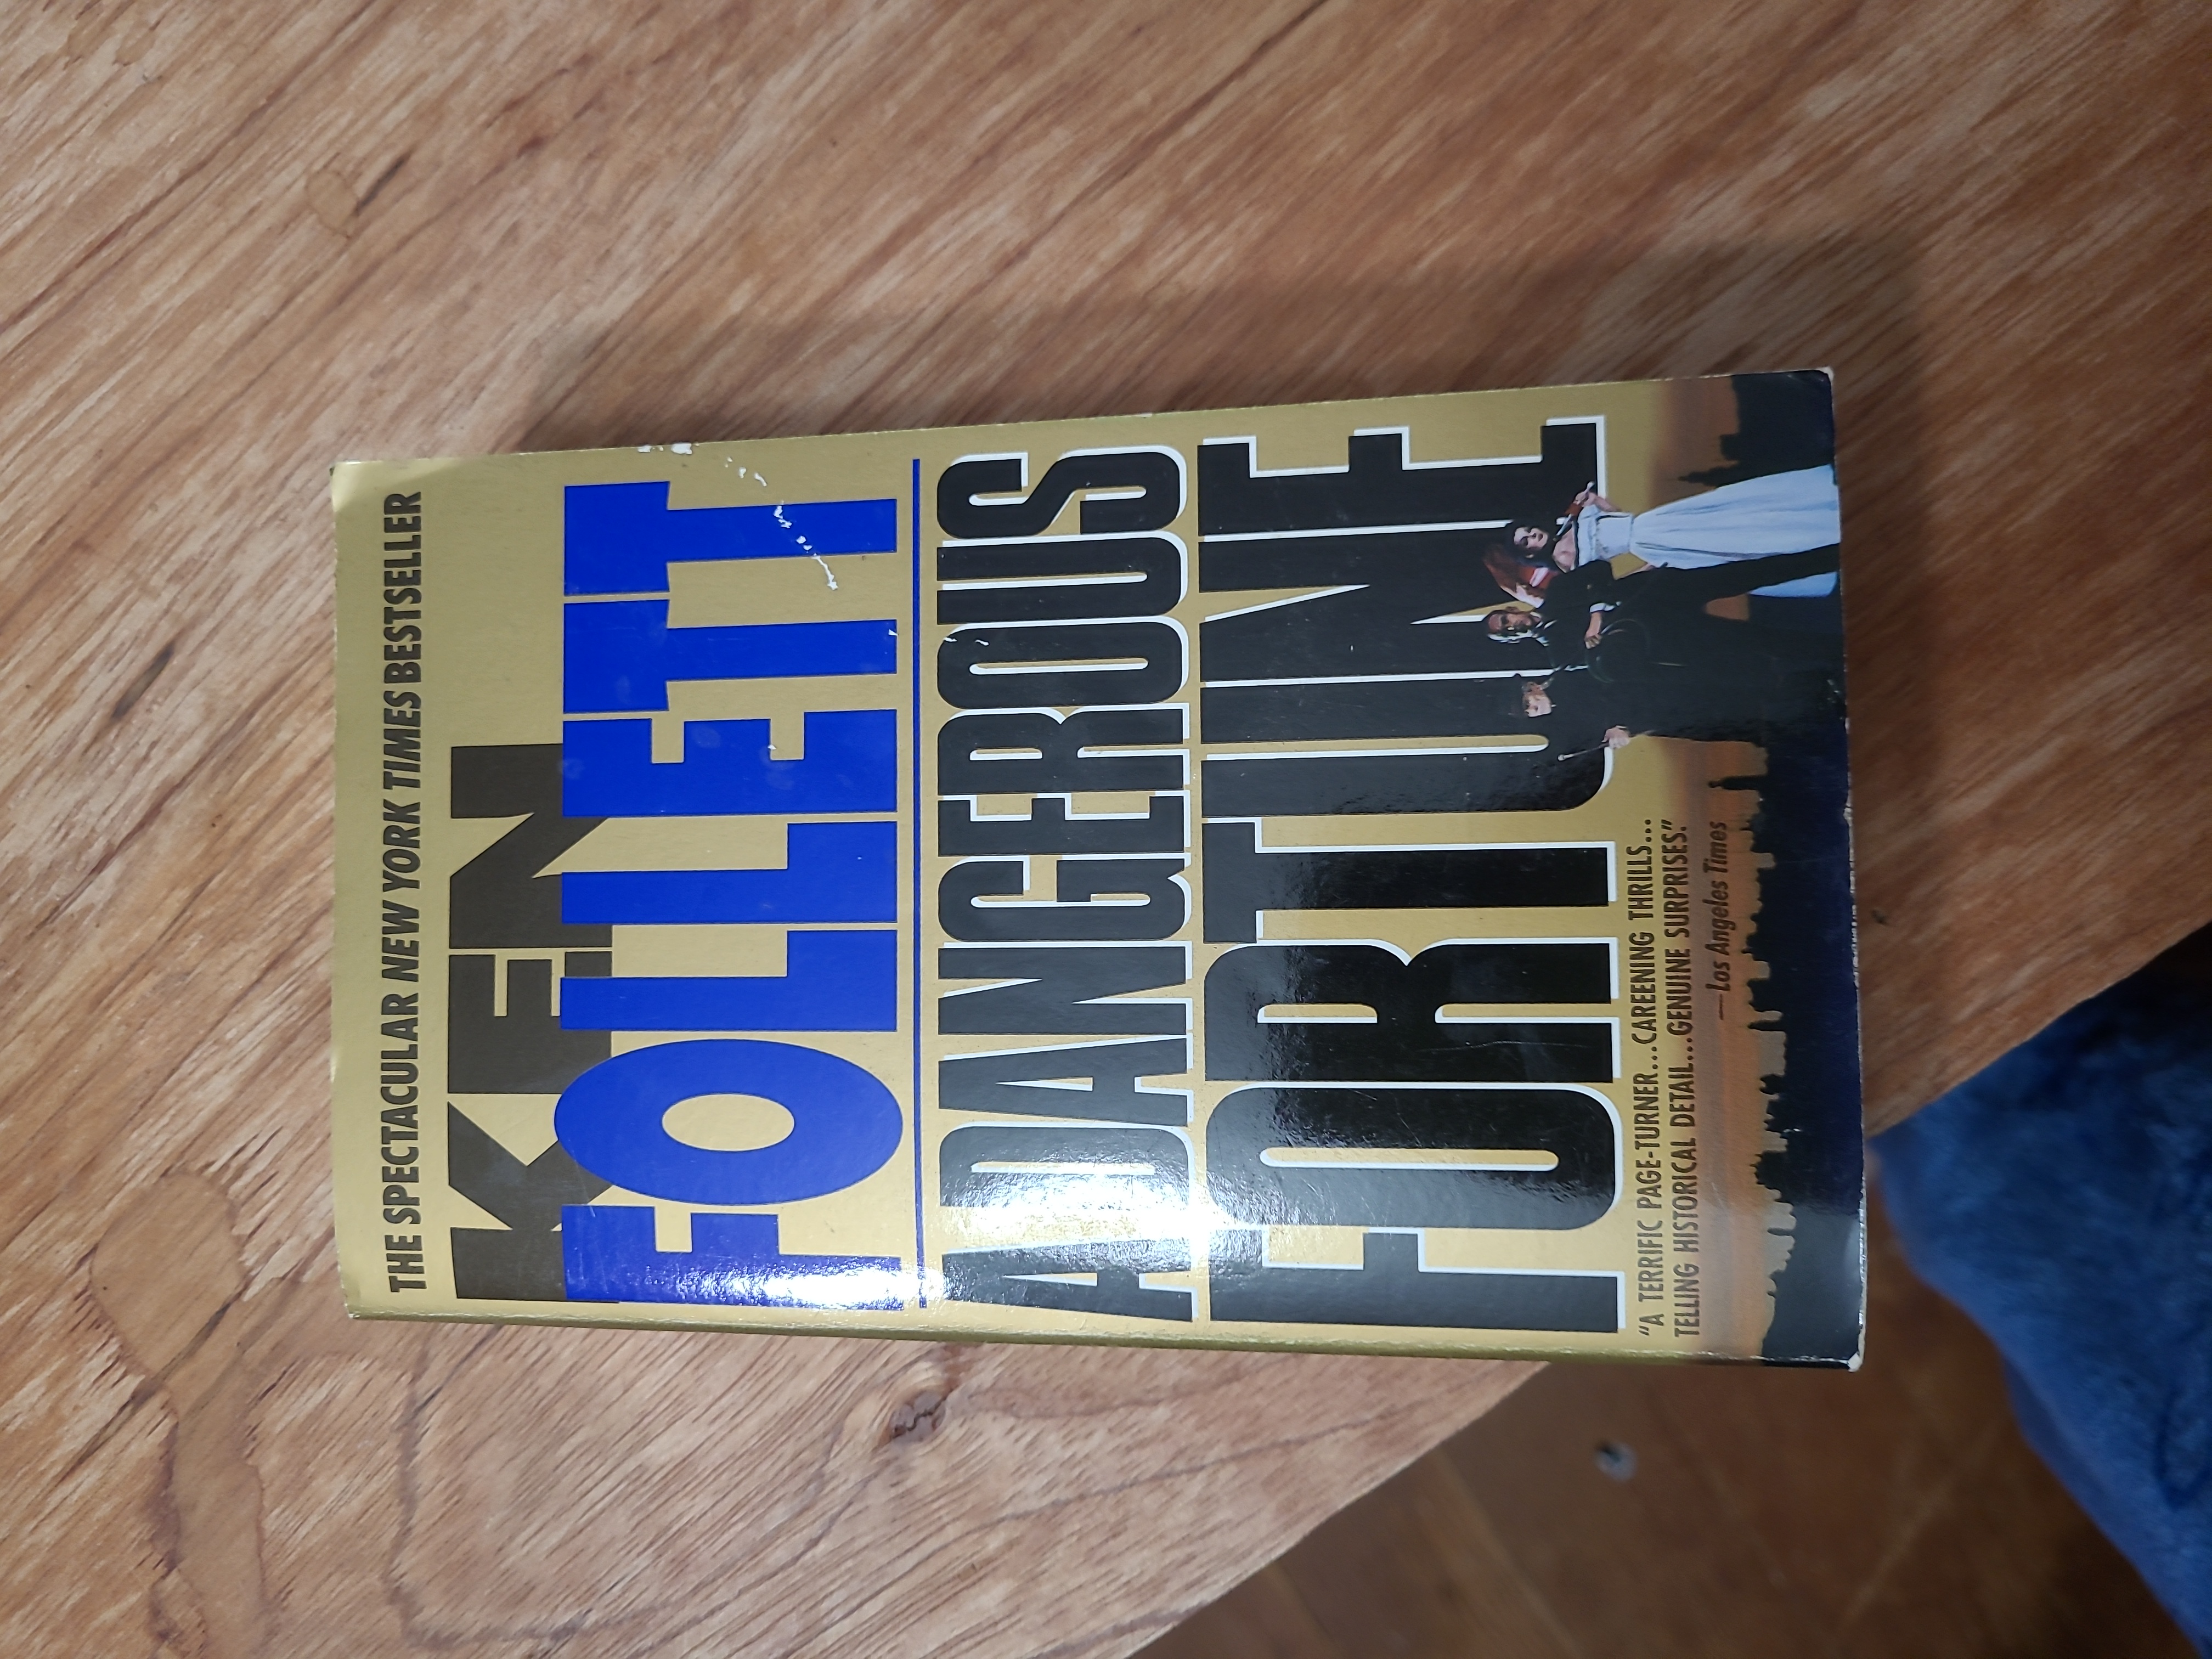 THE SPECTACULAR NEW YORK TIMES BESTSELLER
KEN
FOLLETT
A DANGEROUS
FORTUNE
"A TERRIFIC PAGE-TURNER...CAREENING THRILLS...
TELLING HISTORICAL DETAIL...GENUINE SURPRISES."
—Los Angeles Times